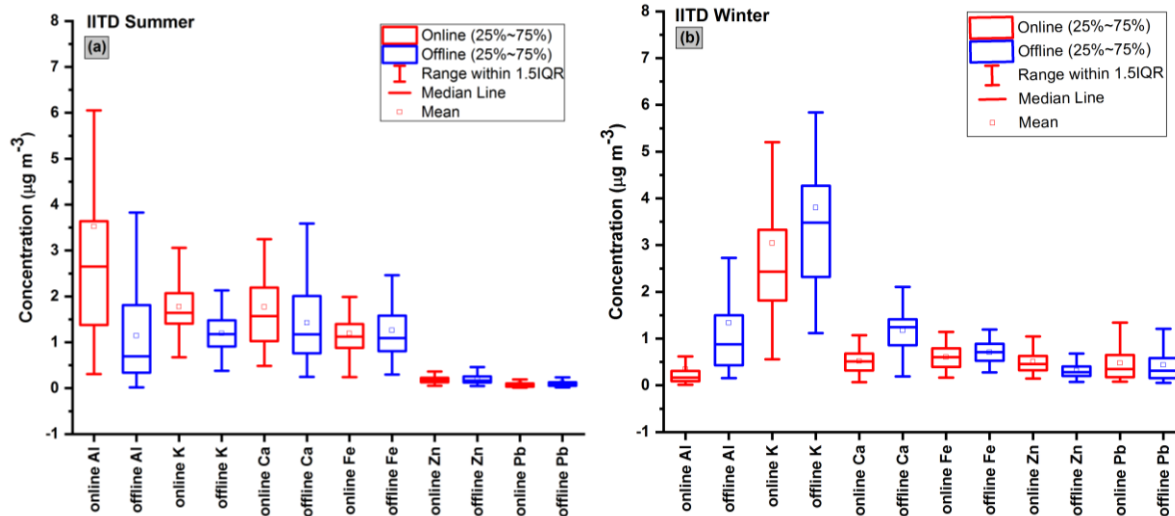 IITD Summer
(a)
Online (25%~75%)
Offline (25%~75%)
Range within 1.5IQR
Median Line
Mean
Concentration (µg m-3)
8
7
6
5
4
3
2
1
0
-1
online Al
offline Al
online K
offline K
online Ca
offline Ca
online Fe
offline Fe
online Zn
offline Zn
online Pb
offline Pb
IITD Winter
(b)
Online (25%~75%)
Offline (25%~75%)
Range within 1.5IQR
Median Line
Mean
Concentration (µg m-3)
8
7
6
5
4
3
2
1
0
-1
online Al
offline Al
online K
offline K
online Ca
offline Ca
online Fe
offline Fe
online Zn
offline Zn
online Pb
offline Pb